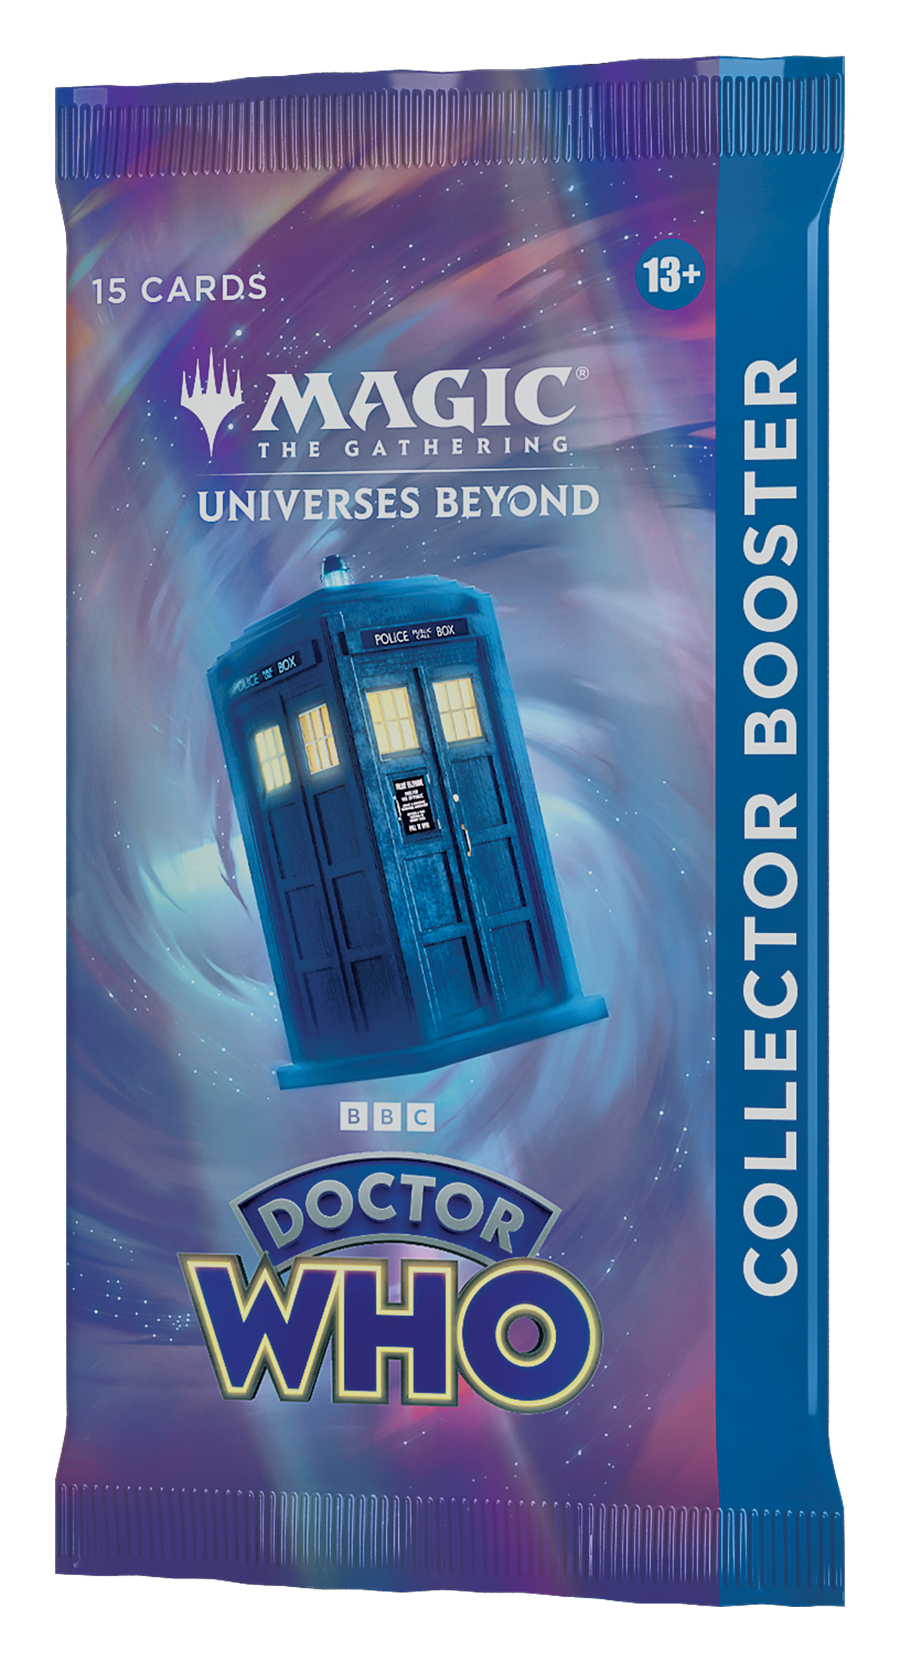 15 CARDS
13+
MAGIC®
THE GATHERING
UNIVERSES BEYOND
POLICE PUBLIC CALL BOX
POLICE BOX
BBC
DOCTOR
WHO
COLLECTOR BOOSTER